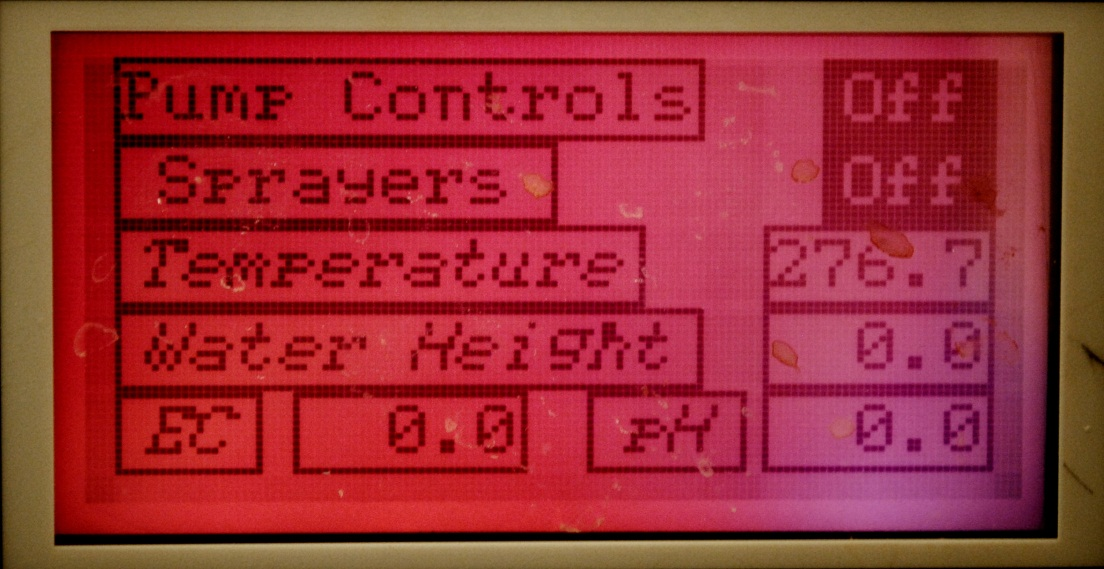 Pump Controls Off
Sprayers Off
Temperature 276.7
Water Height 0.0
EC 0.0 pH 0.0